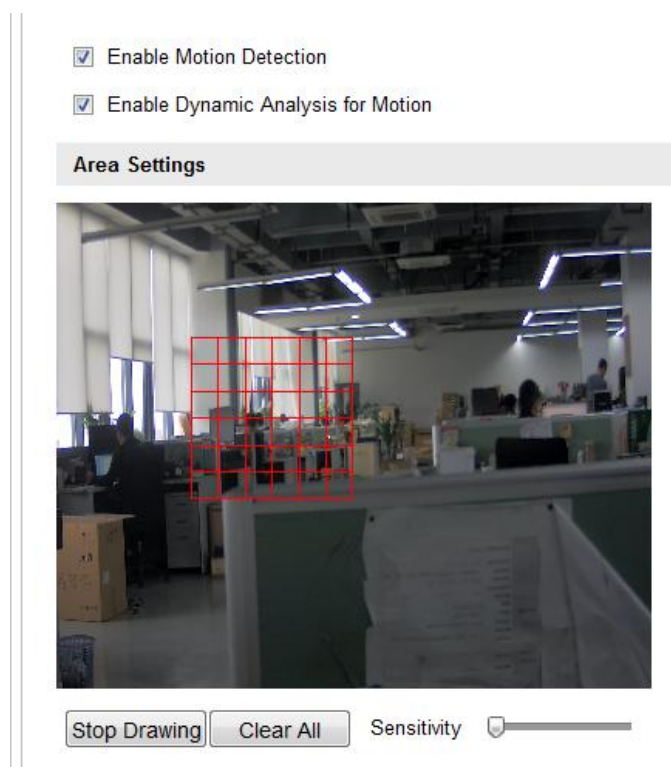 Enable Motion Detection
Enable Dynamic Analysis for Motion
Area Settings
Stop Drawing
Clear All
Sensitivity